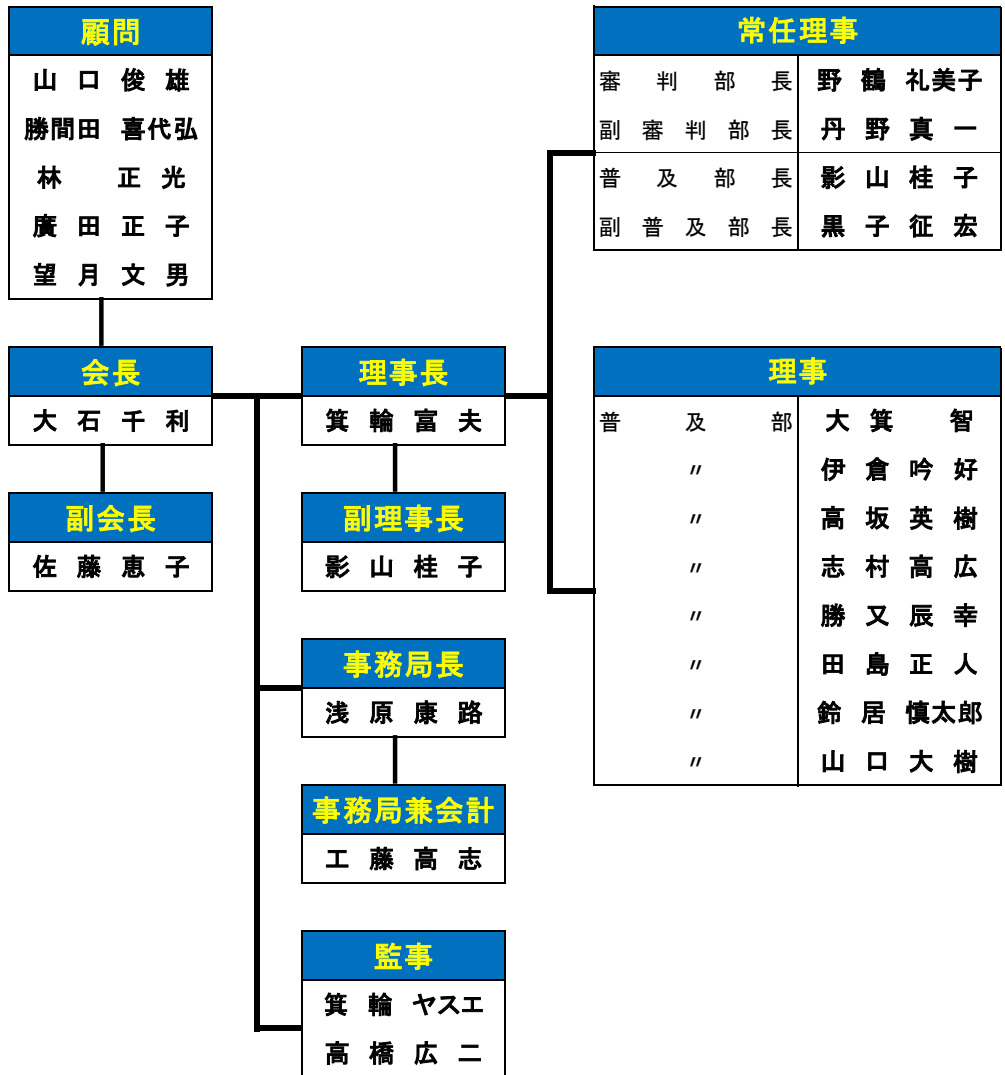 顧問
山口俊雄
勝間田 喜代弘
林 正光
廣田正子
望月文男
会長
大石千利
副会長
佐藤恵子
理事長
箕輪富夫
副理事長
影山桂子
事務局長
浅原康路
事務局兼会計
工藤高志
監事
箕輪ヤスエ
高橋広二
常任理事
審判部長 野鶴礼美子
副審判部長 丹野真一
普及部長 影山桂子
副普及部長 黒子征宏
理事
普及部 大箕 智
〃 伊倉吟好
〃 高坂英樹
〃 志村高広
〃 勝又辰幸
〃 田島正人
〃 鈴居慎太郎
〃 山口大樹